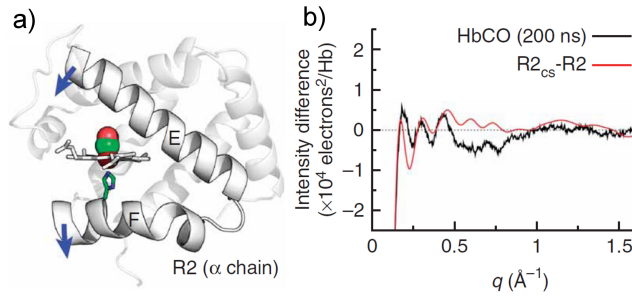 a)
E
F
R2 (α chain)
b)
HbCO (200 ns)
R2cs-R2
Intensity difference
(×10⁴ electrons²/Hb)
2
1
0
-1
-2
0
0.5
1
1.5
q (Å⁻¹)